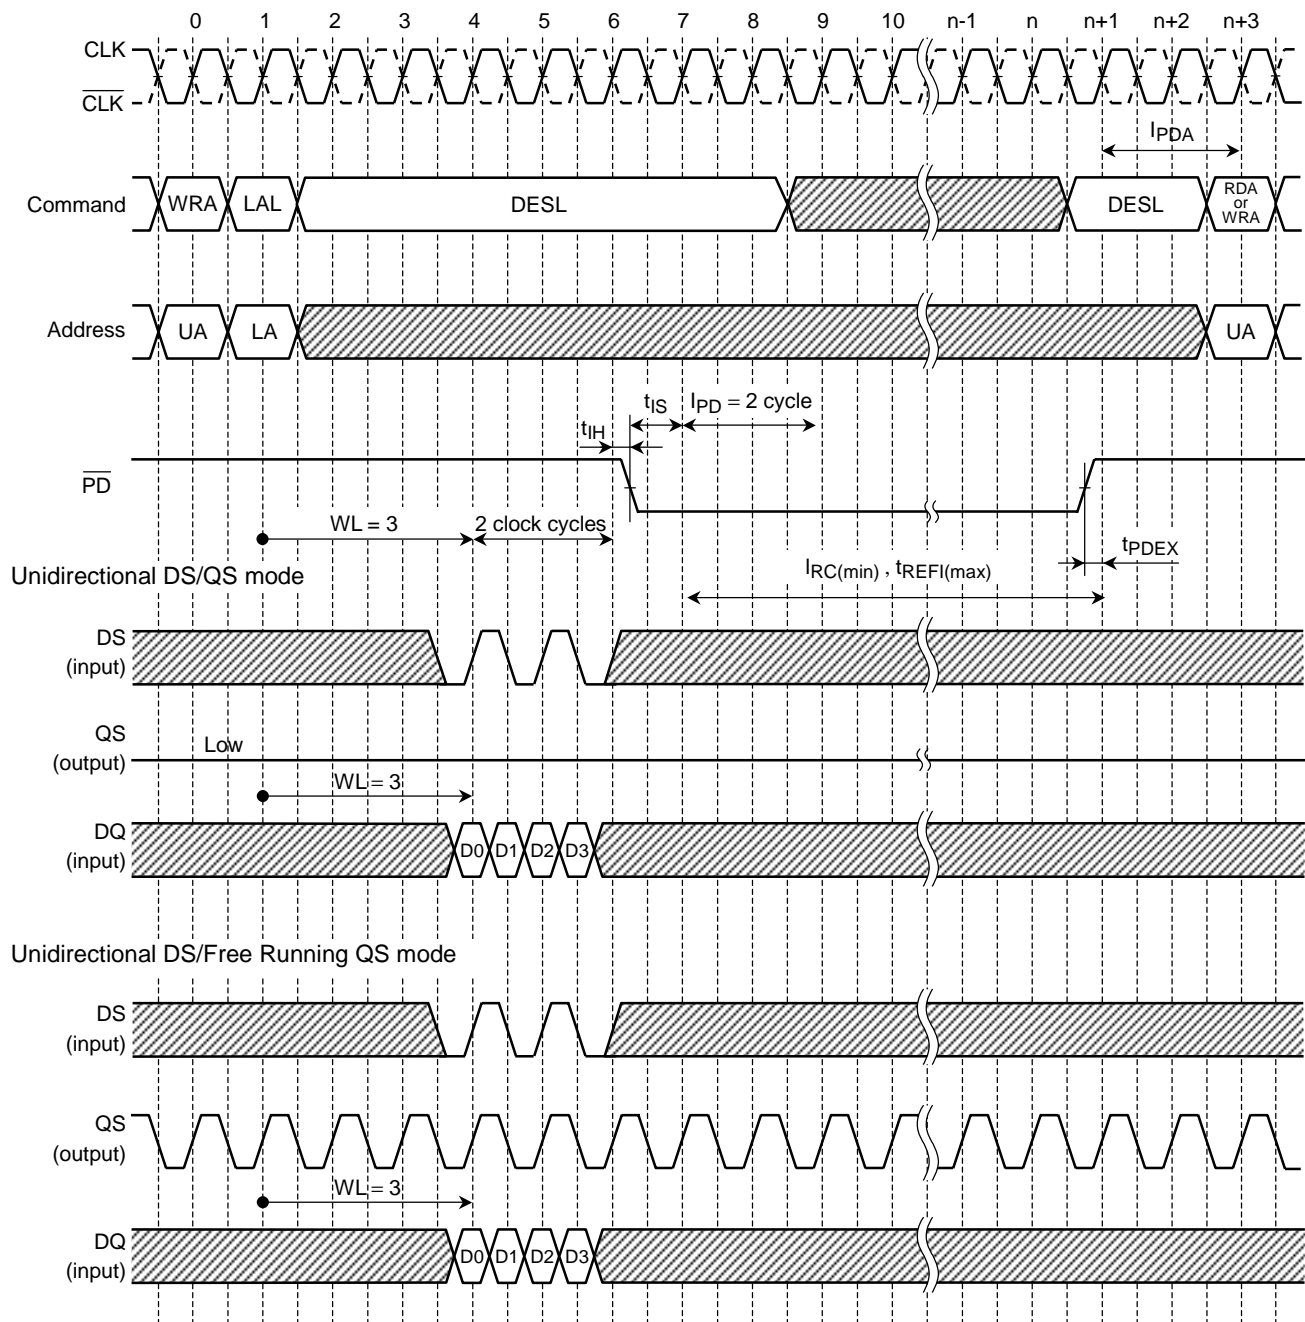 0 1 2 3 4 5 6 7 8 9 10 n-1 n n+1 n+2 n+3
CLK
CLK
IPDA
Command WRA LAL DESL DESL RDA or WRA
Address UA LA UA
tIS IPD = 2 cycle
tIH
PD
WL = 3 2 clock cycles
tPDEX
IRC(min) , tREFI(max)
Unidirectional DS/QS mode
DS
(input)
QS
(output)
Low
WL = 3
DQ
(input)
D0 D1 D2 D3
Unidirectional DS/Free Running QS mode
DS
(input)
QS
(output)
WL = 3
DQ
(input)
D0 D1 D2 D3